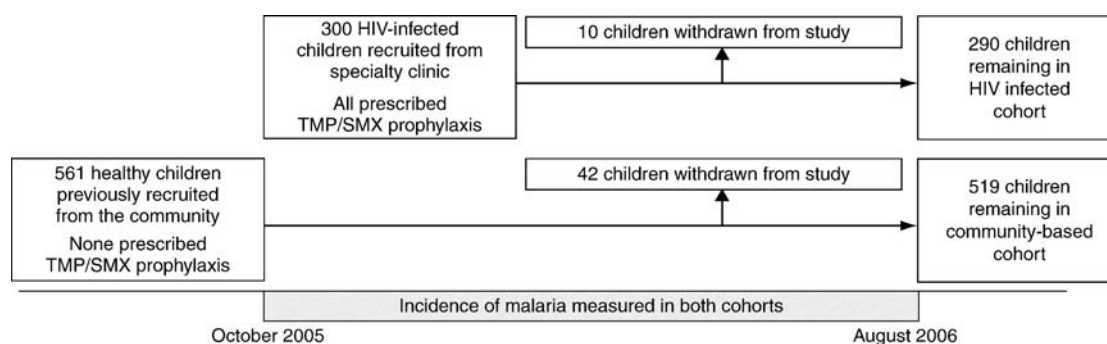 300 HIV-infected
children recruited from
specialty clinic
All prescribed
TMP/SMX prophylaxis
10 children withdrawn from study
290 children
remaining in
HIV infected
cohort
561 healthy children
previously recruited
from the community
None prescribed
TMP/SMX prophylaxis
42 children withdrawn from study
519 children
remaining in
community-based
cohort
Incidence of malaria measured in both cohorts
October 2005
August 2006